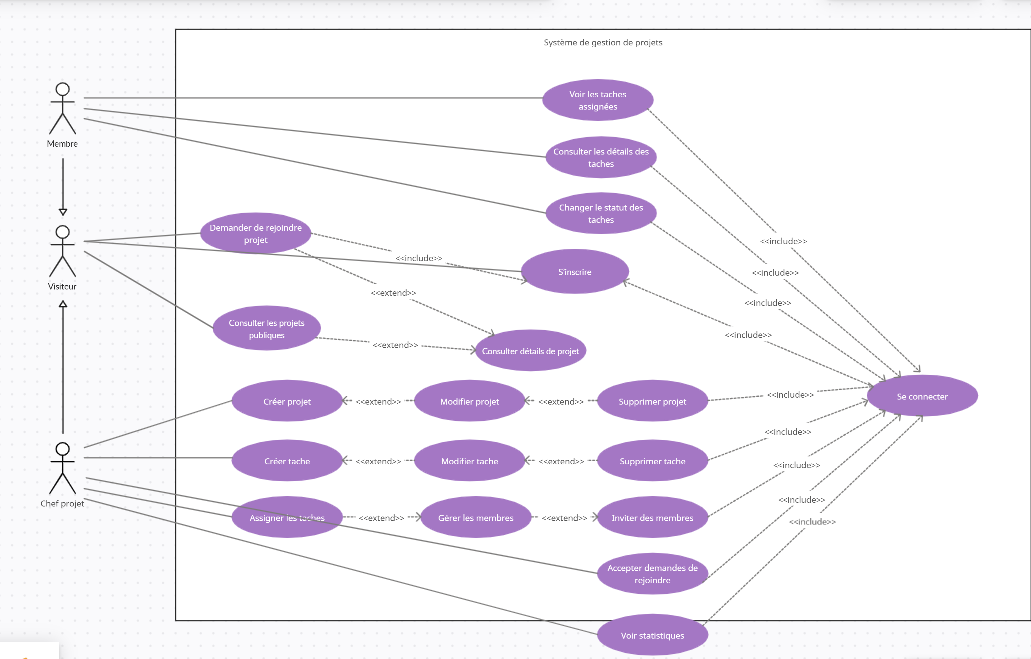 Système de gestion de projets
Voir les taches
assignées
Membre
Consulter les détails des
taches
Changer le statut des
taches
Demander de rejoindre
projet
<<include>>
<<include>>
S'inscrire
<<include>>
Visiteur
<<extend>>
<<include>>
Consulter les projets
publiques
<<include>>
<<extend>>
Consulter détails de projet
Créer projet
<<extend>>
Modifier projet
<<extend>>
Supprimer projet
<<include>>
Se connecter
<<include>>
Créer tache
<<extend>>
Modifier tache
<<extend>>
Supprimer tache
<<include>>
Chef projet
<<include>>
Assigner les taches
<<extend>>
Gérer les membres
<<extend>>
Inviter des membres
<<include>>
Accepter demandes de
rejoindre
Voir statistiques